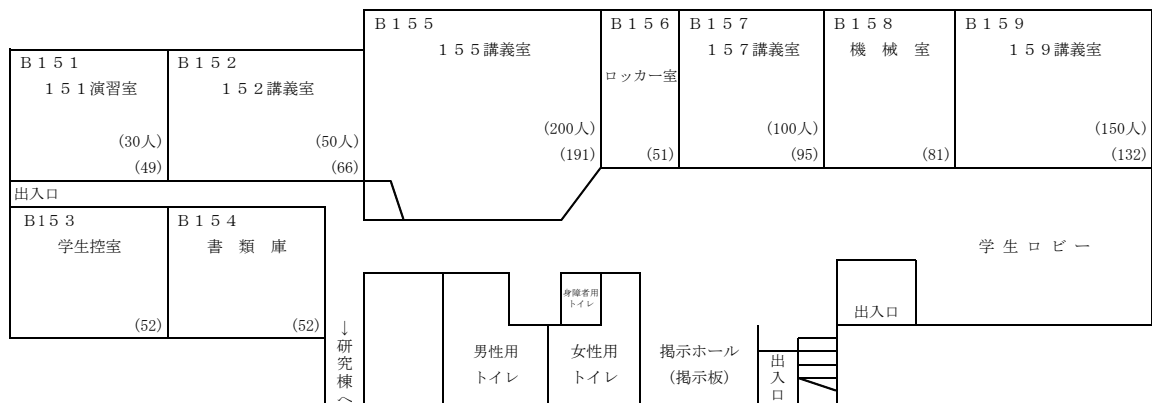 Ｂ１５５
１５５講義室
(200人)
(191)
Ｂ１５６
ロッカー室
(51)
Ｂ１５７
１５７講義室
(100人)
(95)
Ｂ１５８
機　械　室
(81)
Ｂ１５９
１５９講義室
(150人)
(132)
Ｂ１５１
１５１演習室
(30人)
(49)
Ｂ１５２
１５２講義室
(50人)
(66)
出入口
Ｂ1５３
学生控室
(52)
Ｂ１５４
書　類　庫
(52)
学 生 ロ ビ ー
↓研究棟へ
男性用
トイレ
身障者用
トイレ
女性用
トイレ
掲示ホール
(掲示板)
出入口
出入口